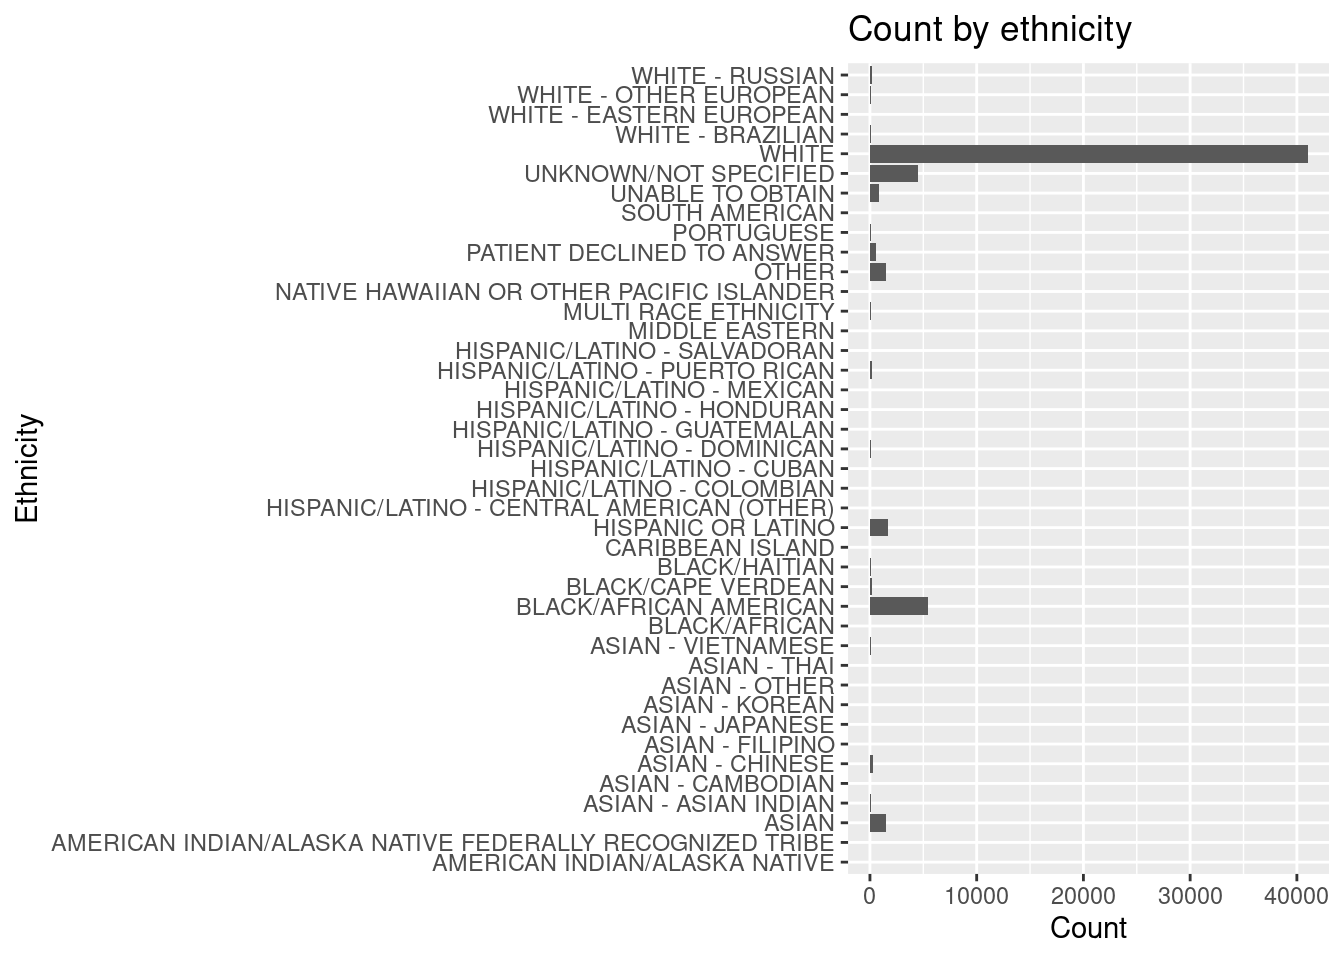 Count by ethnicity
WHITE - RUSSIAN
WHITE - OTHER EUROPEAN
WHITE - EASTERN EUROPEAN
WHITE - BRAZILIAN
WHITE
UNKNOWN/NOT SPECIFIED
UNABLE TO OBTAIN
SOUTH AMERICAN
PORTUGUESE
PATIENT DECLINED TO ANSWER
OTHER
NATIVE HAWAIIAN OR OTHER PACIFIC ISLANDER
MULTI RACE ETHNICITY
MIDDLE EASTERN
HISPANIC/LATINO - SALVADORAN
HISPANIC/LATINO - PUERTO RICAN
HISPANIC/LATINO - MEXICAN
HISPANIC/LATINO - HONDURAN
HISPANIC/LATINO - GUATEMALAN
HISPANIC/LATINO - DOMINICAN
HISPANIC/LATINO - CUBAN
HISPANIC/LATINO - COLOMBIAN
HISPANIC/LATINO - CENTRAL AMERICAN (OTHER)
HISPANIC OR LATINO
CARIBBEAN ISLAND
BLACK/HAITIAN
BLACK/CAPE VERDEAN
BLACK/AFRICAN AMERICAN
BLACK/AFRICAN
ASIAN - VIETNAMESE
ASIAN - THAI
ASIAN - OTHER
ASIAN - KOREAN
ASIAN - JAPANESE
ASIAN - FILIPINO
ASIAN - CHINESE
ASIAN - CAMBODIAN
ASIAN - ASIAN INDIAN
ASIAN
AMERICAN INDIAN/ALASKA NATIVE FEDERALLY RECOGNIZED TRIBE
AMERICAN INDIAN/ALASKA NATIVE
Ethnicity
0 10000 20000 30000 40000
Count